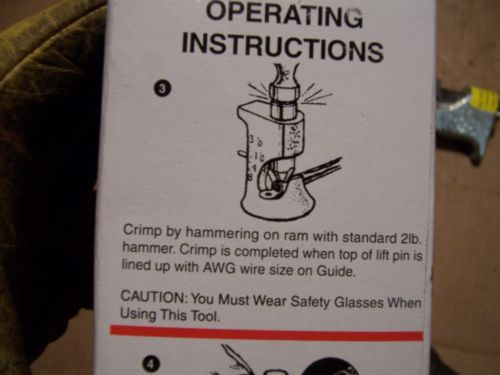 OPERATING
INSTRUCTIONS
3
Crimp by hammering on ram with standard 2lb.
hammer. Crimp is completed when top of lift pin is
lined up with AWG wire size on Guide.
CAUTION: You Must Wear Safety Glasses When
Using This Tool.
4